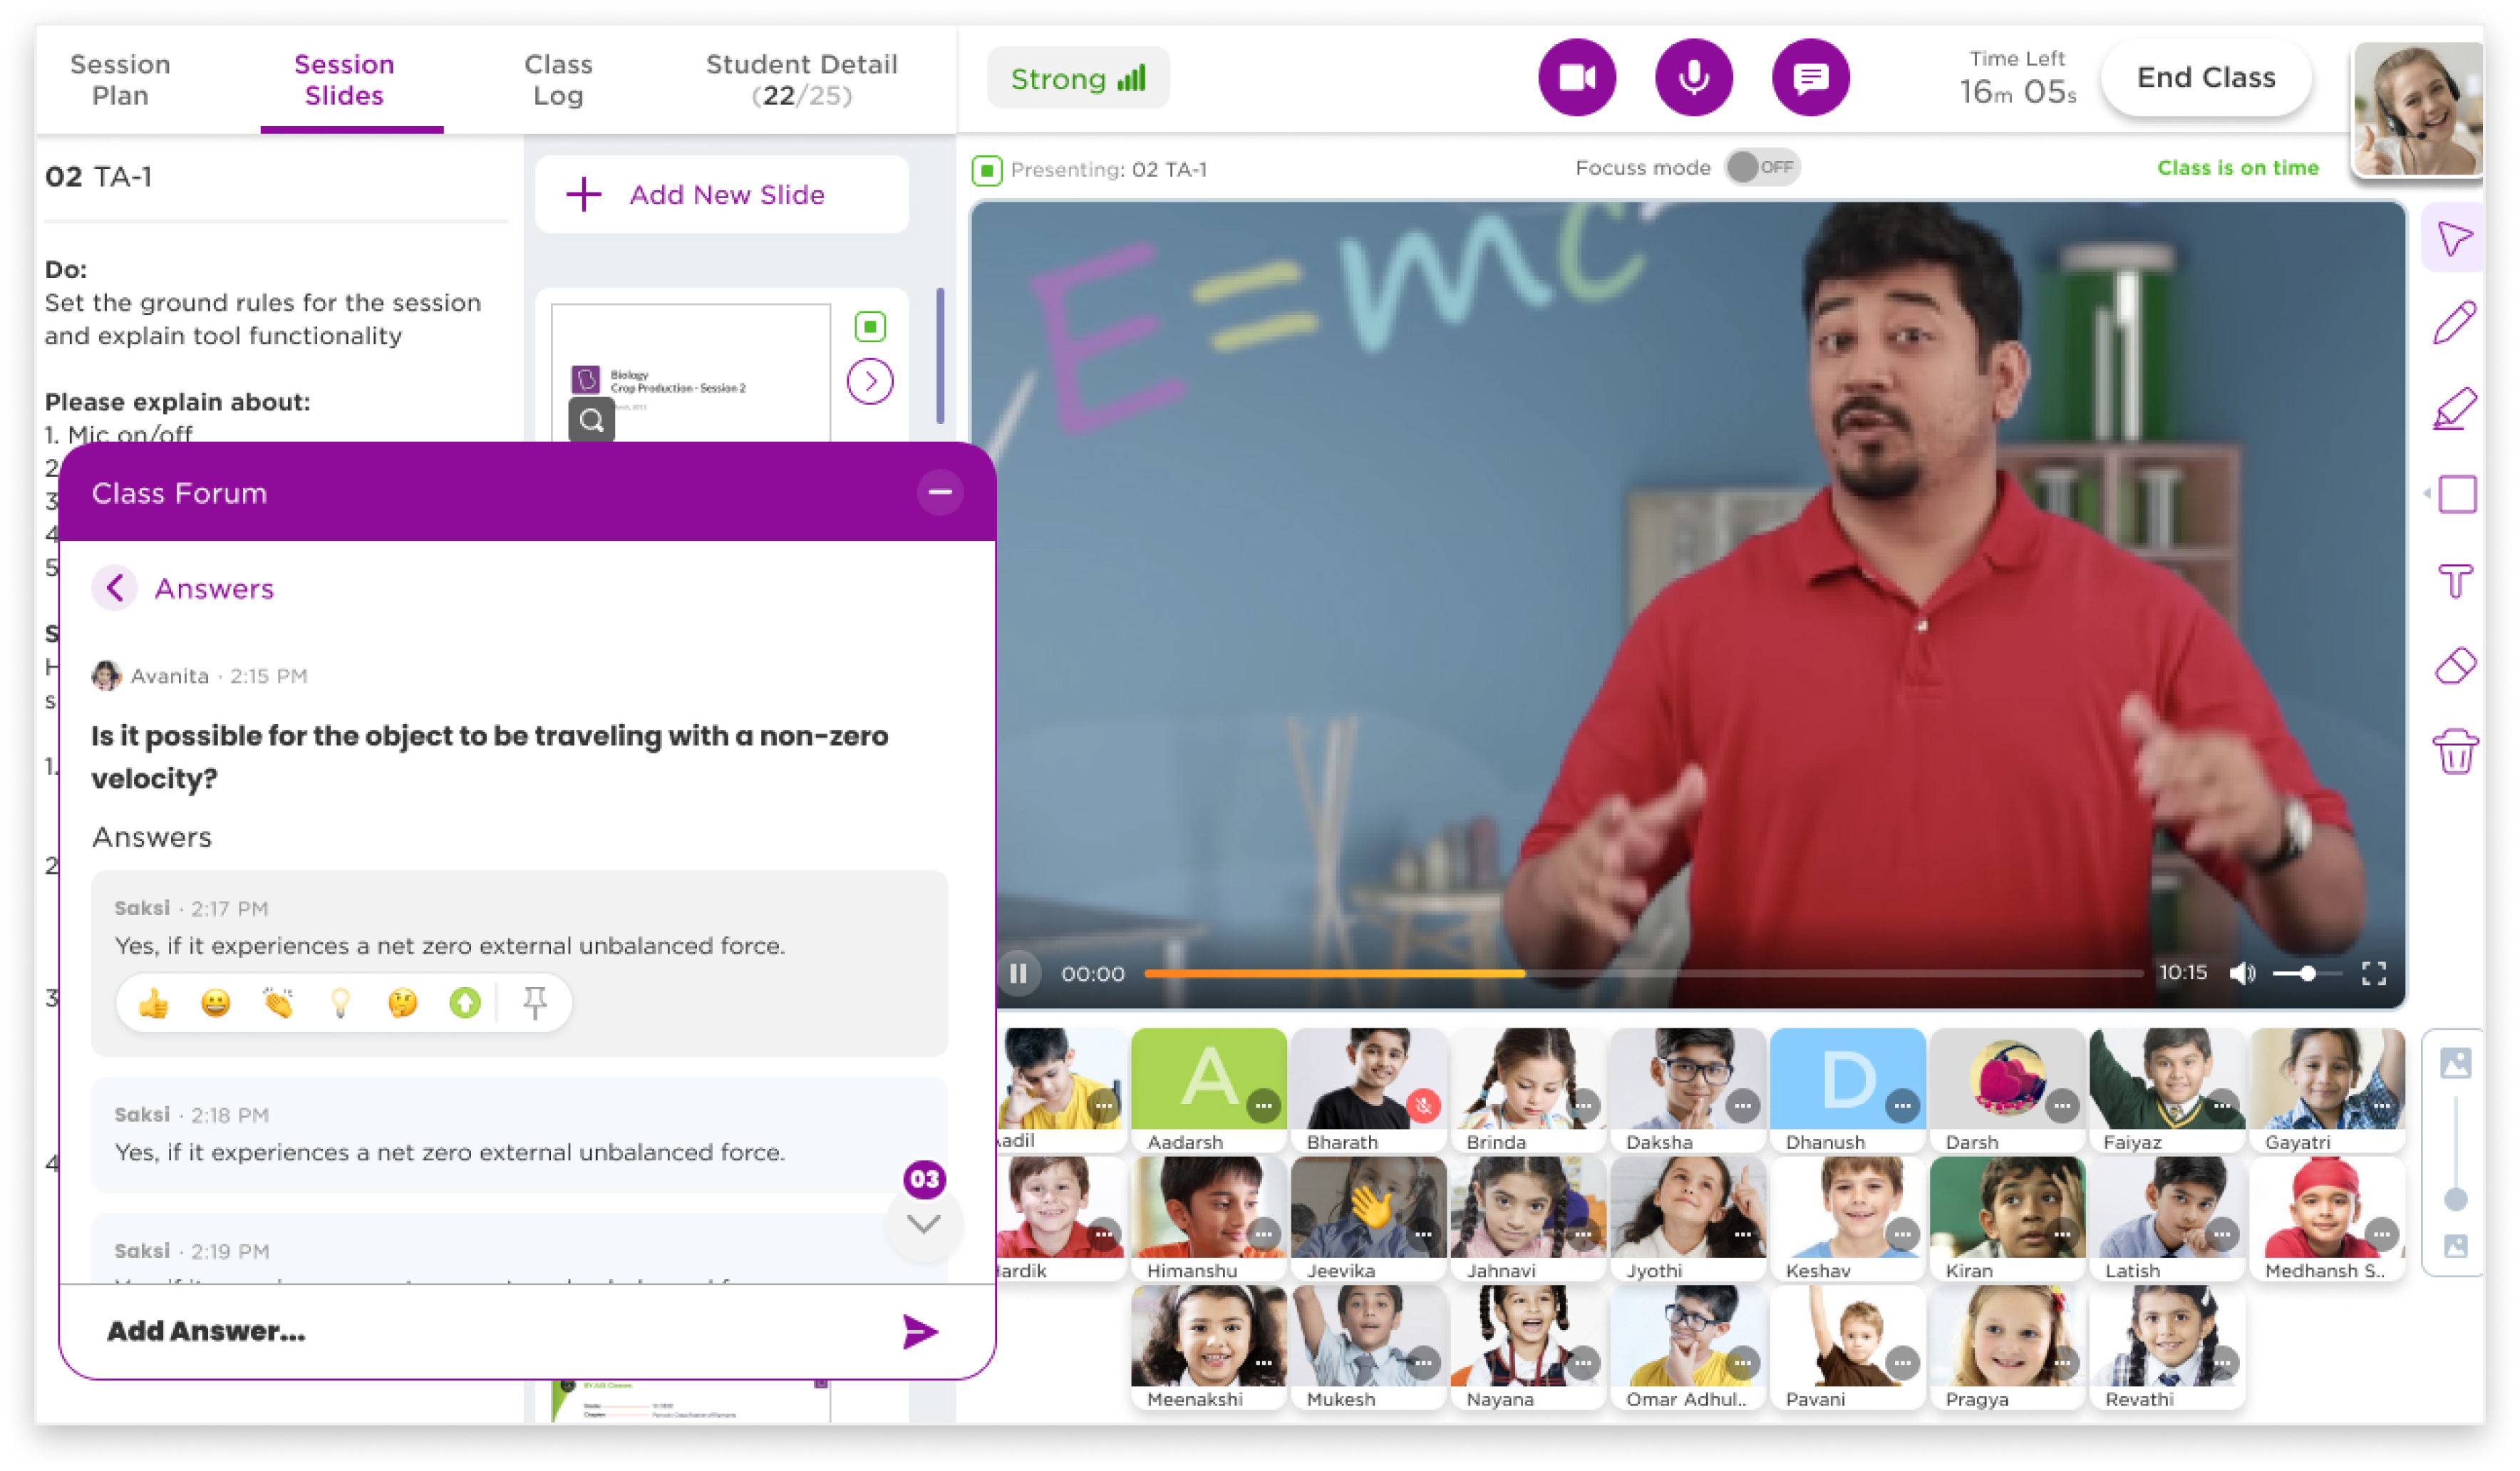 Session
Plan
Session
Slides
Class
Log
Student Detail
(22/25)
Strong
Time Left
16m 05s
End Class
02 TA-1
Add New Slide
Presenting: 02 TA-1
Focuss mode
OFF
Class is on time
Do:
Set the ground rules for the session
and explain tool functionality
Please explain about:
1. Mic on/off
2
3
4
5
Biology
Crop Production - Session 2
E=mc
Class Forum
Answers
Avanita · 2:15 PM
Is it possible for the object to be traveling with a non-zero
velocity?
Answers
Saksi · 2:17 PM
Yes, if it experiences a net zero external unbalanced force.
Saksi · 2:18 PM
Yes, if it experiences a net zero external unbalanced force.
03
Saksi · 2:19 PM
Add Answer...
1.
2
3
4
00:00
10:15
A
D
adil
Aadarsh
Bharath
Brinda
Daksha
Dhanush
Darsh
Faiyaz
Gayatri
ardik
Himanshu
Jeevika
Jahnavi
Jyothi
Keshav
Kiran
Latish
Medhansh S..
Meenakshi
Mukesh
Nayana
Omar Adhul..
Pavani
Pragya
Revathi